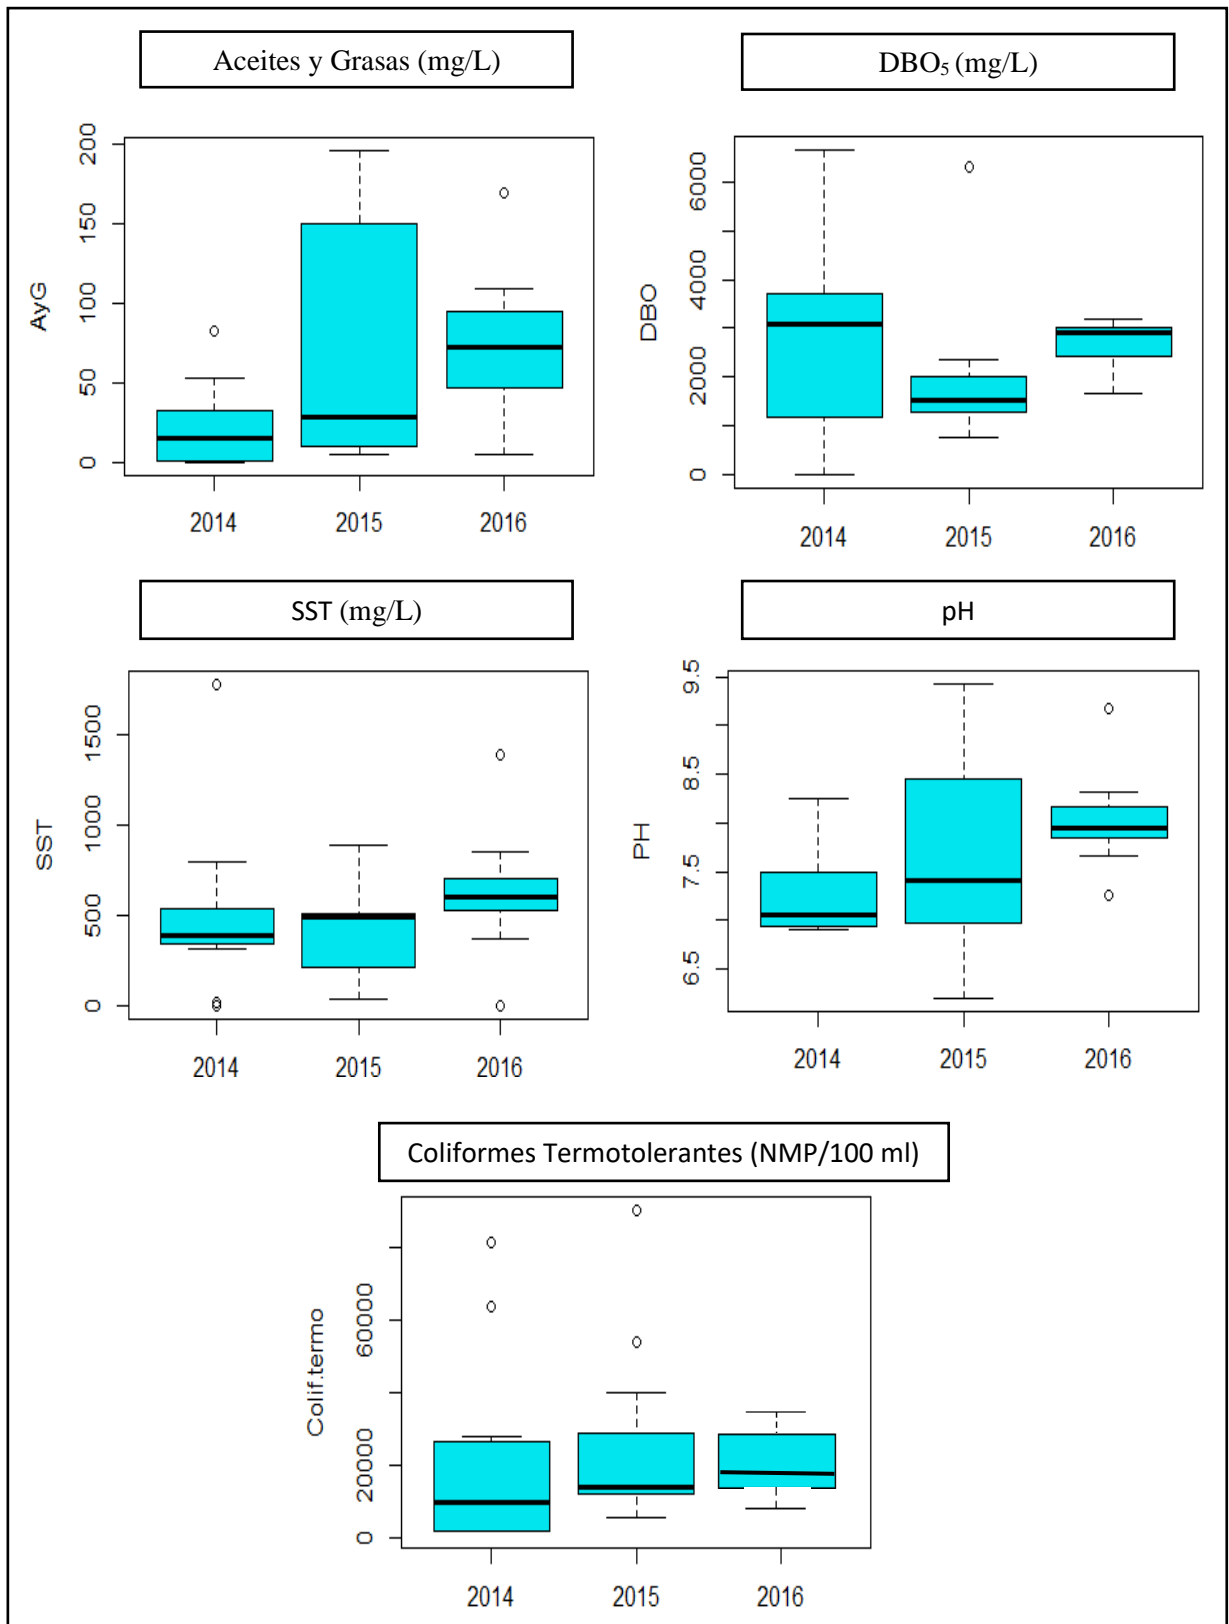 Aceites y Grasas (mg/L)
DBO₅ (mg/L)
AyG
200
150
100
50
0
2014 2015 2016
DBO
6000
4000
2000
0
2014 2015 2016
SST (mg/L)
pH
SST
1500
1000
500
0
2014 2015 2016
PH
9.5
8.5
7.5
6.5
2014 2015 2016
Coliformes Termotolerantes (NMP/100 ml)
Colif.termo
60000
20000
0
2014 2015 2016